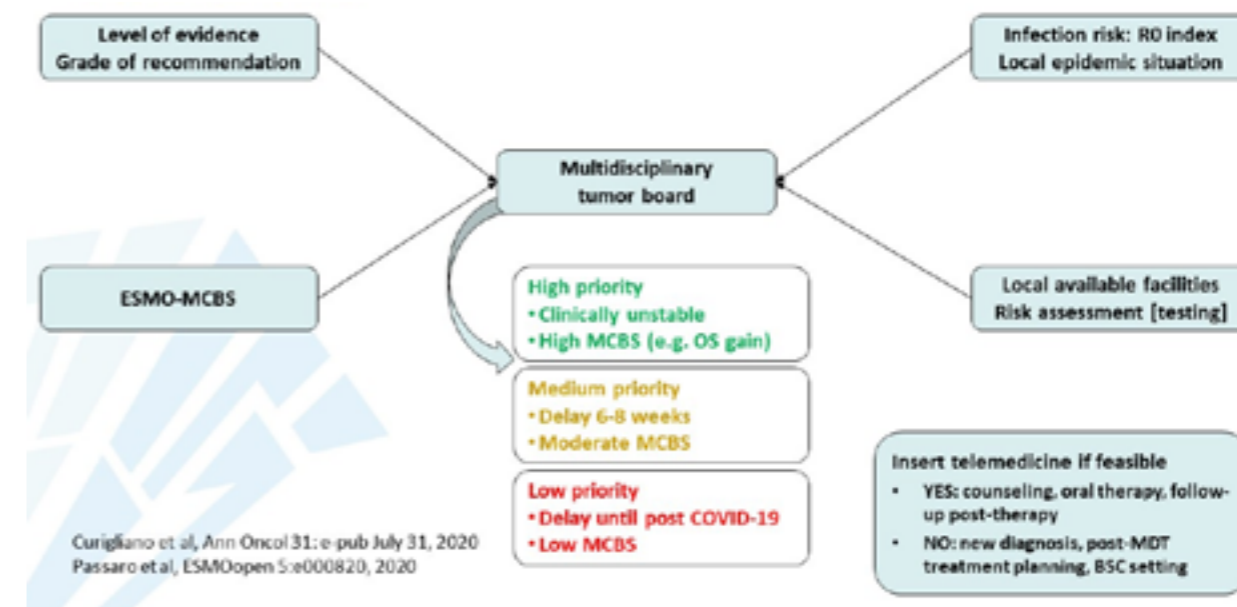 Level of evidence
Grade of recommendation
Infection risk: R0 index
Local epidemic situation
Multidisciplinary
tumor board
ESMO-MCBS
Local available facilities
Risk assessment [testing]
High priority
• Clinically unstable
• High MCBS (e.g. OS gain)
Medium priority
• Delay 6-8 weeks
• Moderate MCBS
Low priority
• Delay until post COVID-19
• Low MCBS
Insert telemedicine if feasible
• YES: counseling, oral therapy, follow-
up post-therapy
• NO: new diagnosis, post-MDT
treatment planning, BSC setting
Curigliano et al, Ann Oncol 31: e-pub July 31, 2020
Passaro et al, ESMOopen 5:e000820, 2020